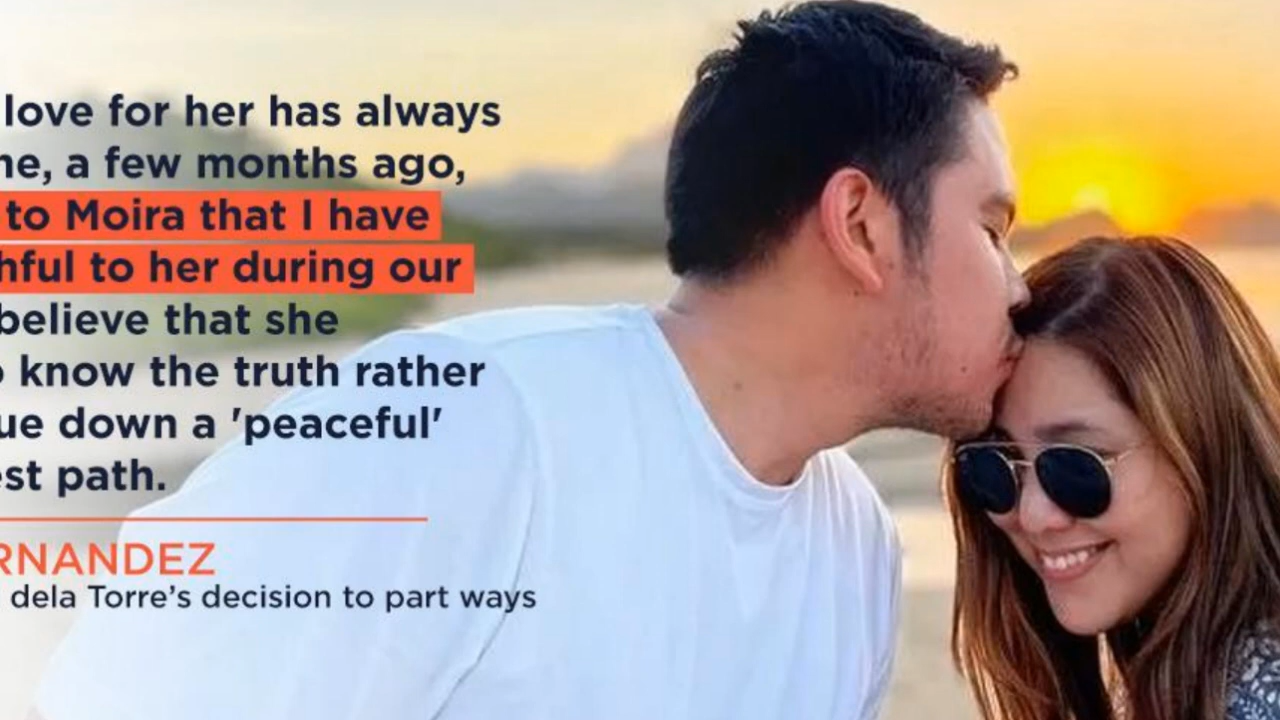 love for her has always
ne, a few months ago,
to Moira that I have
hful to her during our
believe that she
know the truth rather
ue down a 'peaceful'
est path.
RNANDEZ
dela Torre's decision to part ways